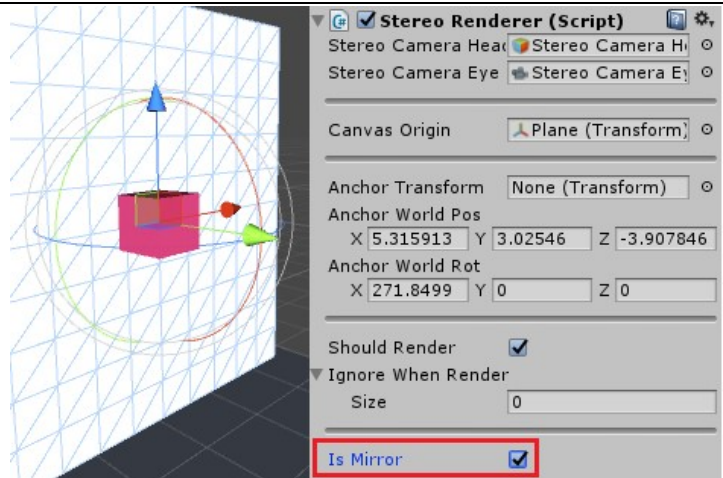 Stereo Renderer (Script)
Stereo Camera Head Stereo Camera H
Stereo Camera Eye Stereo Camera Ey
Canvas Origin Plane (Transform)
Anchor Transform None (Transform)
Anchor World Pos
X 5.315913 Y 3.02546 Z -3.907846
Anchor World Rot
X 271.8499 Y 0 Z 0
Should Render
Ignore When Render
Size 0
Is Mirror